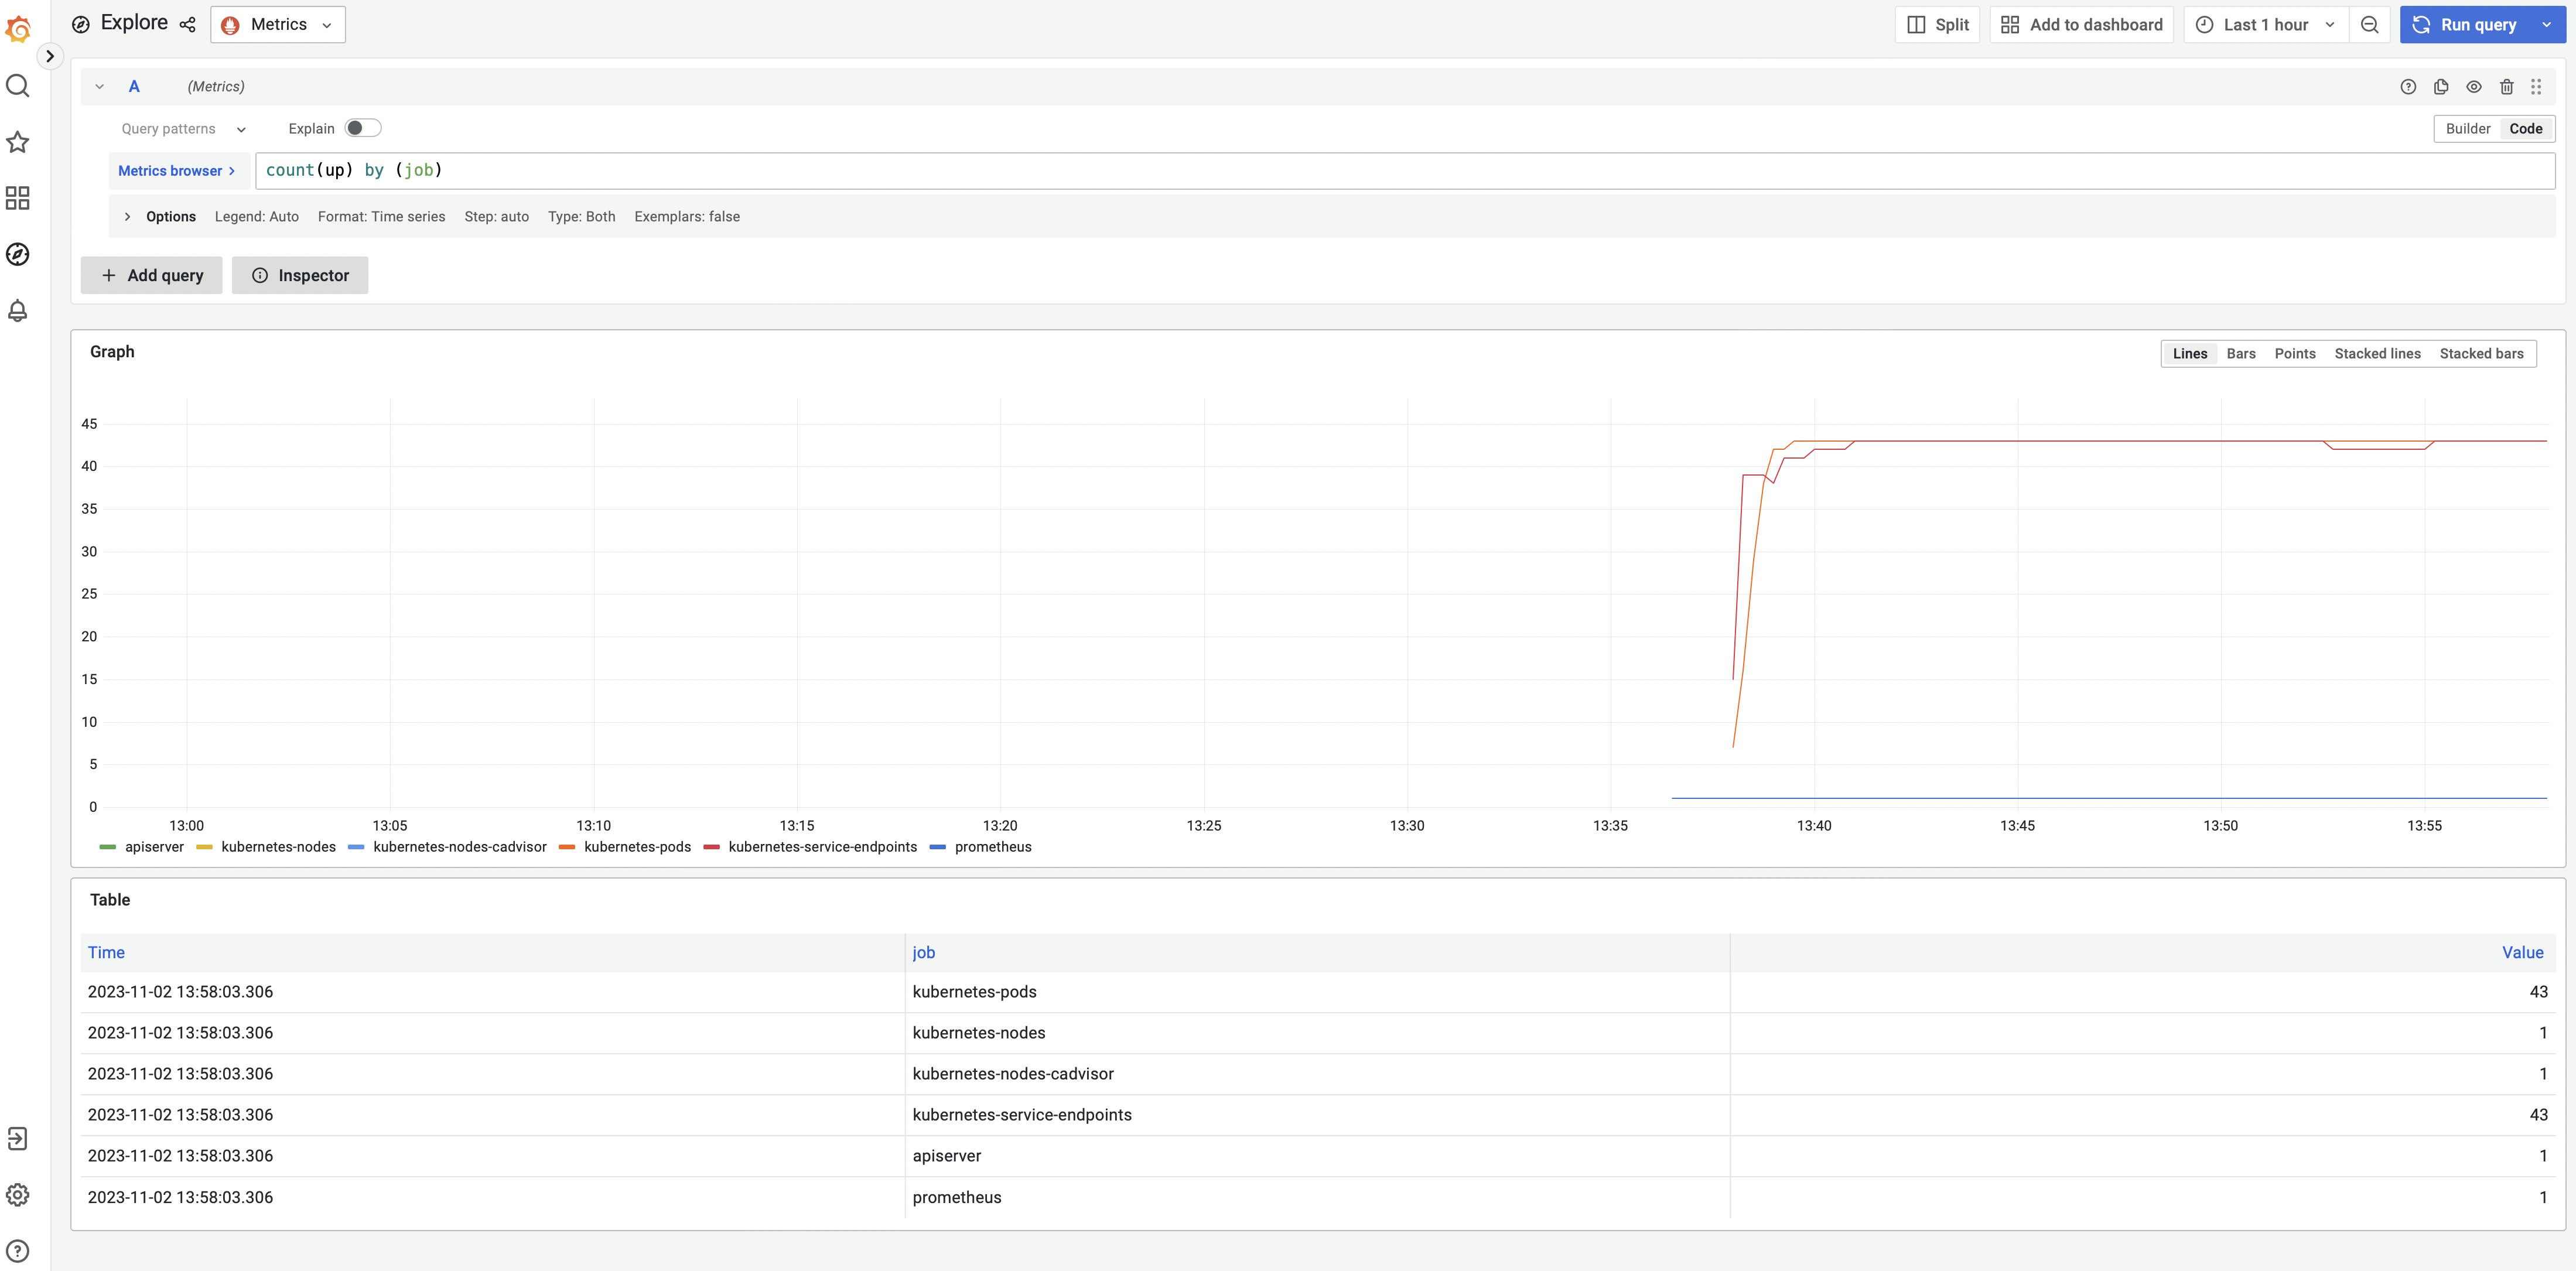 Explore Metrics Split Add to dashboard Last 1 hour Run query
A (Metrics)
Query patterns Explain Builder Code
Metrics browser > count(up) by (job)
Options Legend: Auto Format: Time series Step: auto Type: Both Exemplars: false
+ Add query Inspector
Graph Lines Bars Points Stacked lines Stacked bars
45
40
35
30
25
20
15
10
5
0
13:00 13:05 13:10 13:15 13:20 13:25 13:30 13:35 13:40 13:45 13:50 13:55
apiserver kubernetes-nodes kubernetes-nodes-cadvisor kubernetes-pods kubernetes-service-endpoints prometheus
Table
Time job Value
2023-11-02 13:58:03.306 kubernetes-pods 43
2023-11-02 13:58:03.306 kubernetes-nodes 1
2023-11-02 13:58:03.306 kubernetes-nodes-cadvisor 1
2023-11-02 13:58:03.306 kubernetes-service-endpoints 43
2023-11-02 13:58:03.306 apiserver 1
2023-11-02 13:58:03.306 prometheus 1